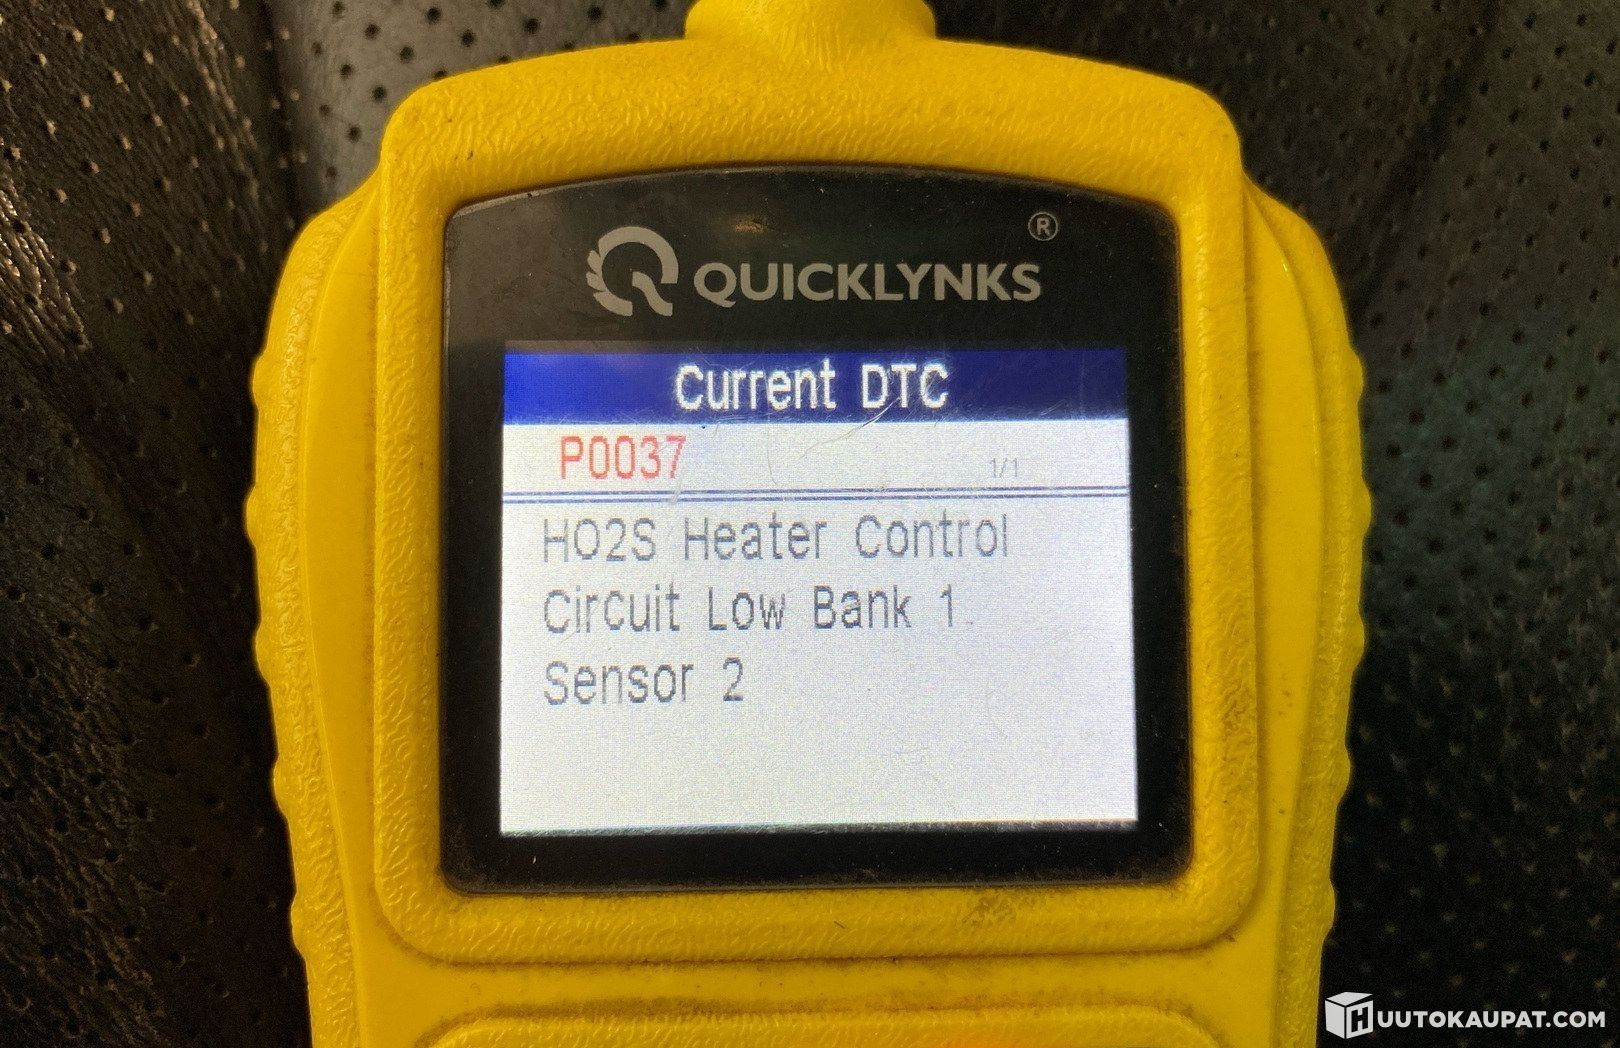 ®
QUICKLYNKS
Current DTC
P0037
1/1
HO2S Heater Control
Circuit Low Bank 1
Sensor 2
HUUTOKAUPAT.COM